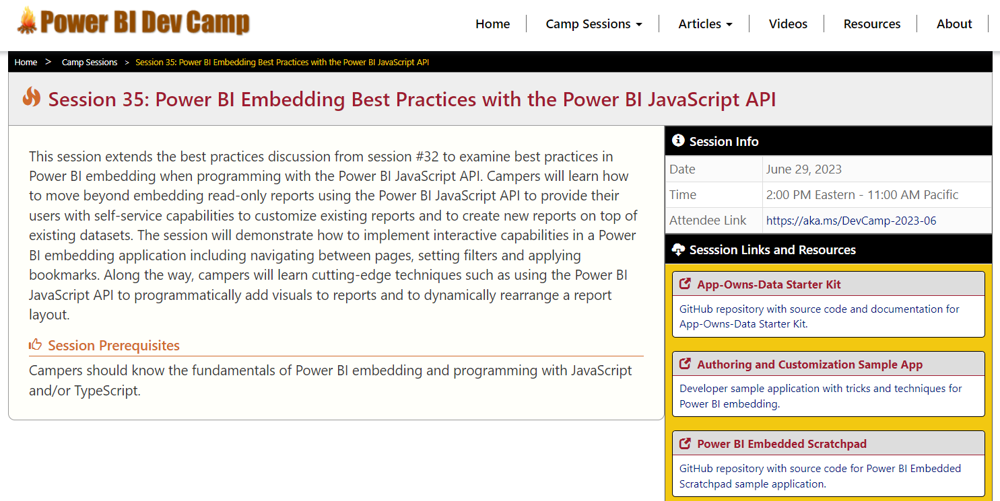 Power BI Dev Camp
Home
Camp Sessions
Articles
Videos
Resources
About
Home > Camp Sessions > Session 35: Power BI Embedding Best Practices with the Power BI JavaScript API
Session 35: Power BI Embedding Best Practices with the Power BI JavaScript API
This session extends the best practices discussion from session #32 to examine best practices in
Power BI embedding when programming with the Power BI JavaScript API. Campers will learn how
to move beyond embedding read-only reports using the Power BI JavaScript API to provide their
users with self-service capabilities to customize existing reports and to create new reports on top of
existing datasets. The session will demonstrate how to implement interactive capabilities in a Power
BI embedding application including navigating between pages, setting filters and applying
bookmarks. Along the way, campers will learn cutting-edge techniques such as using the Power BI
JavaScript API to programmatically add visuals to reports and to dynamically rearrange a report
layout.
Session Prerequisites
Campers should know the fundamentals of Power BI embedding and programming with JavaScript
and/or TypeScript.
Session Info
Date June 29, 2023
Time 2:00 PM Eastern - 11:00 AM Pacific
Attendee Link https://aka.ms/DevCamp-2023-06
Sesssion Links and Resources
App-Owns-Data Starter Kit
GitHub repository with source code and documentation for
App-Owns-Data Starter Kit.
Authoring and Customization Sample App
Developer sample application with tricks and techniques for
Power BI embedding.
Power BI Embedded Scratchpad
GitHub repository with source code for Power BI Embedded
Scratchpad sample application.